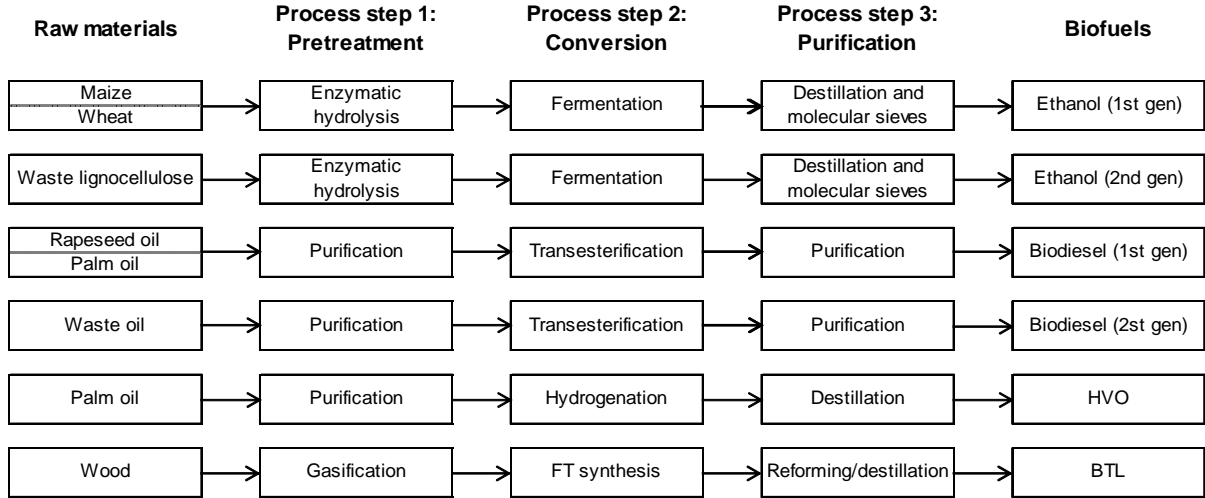 Raw materials
Process step 1:
Pretreatment
Process step 2:
Conversion
Process step 3:
Purification
Biofuels
Maize
Wheat
Enzymatic
hydrolysis
Fermentation
Destillation and
molecular sieves
Ethanol (1st gen)
Waste lignocellulose
Enzymatic
hydrolysis
Fermentation
Destillation and
molecular sieves
Ethanol (2nd gen)
Rapeseed oil
Palm oil
Purification
Transesterification
Purification
Biodiesel (1st gen)
Waste oil
Purification
Transesterification
Purification
Biodiesel (2st gen)
Palm oil
Purification
Hydrogenation
Destillation
HVO
Wood
Gasification
FT synthesis
Reforming/destillation
BTL